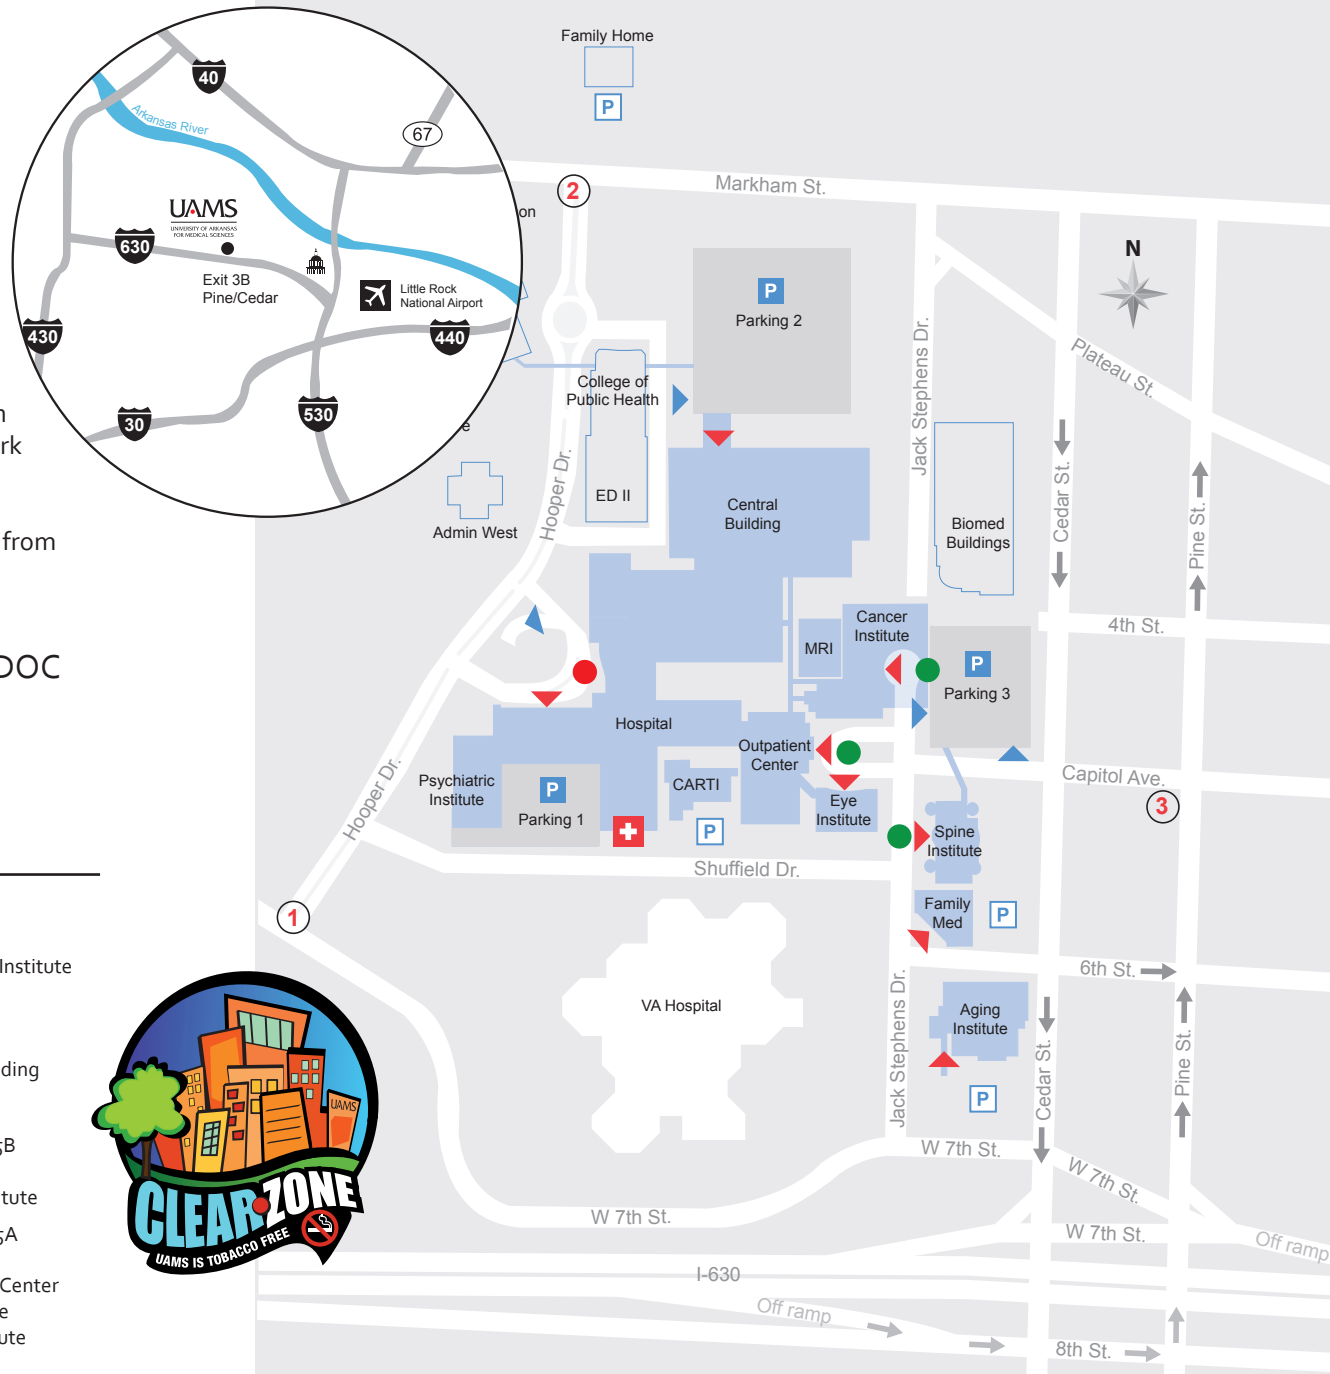 Family Home
P
40
Arkansas River
67
UAMS
UNIVERSITY OF ARKANSAS
FOR MEDICAL SCIENCES
630
Exit 3B
Pine/Cedar
Little Rock
National Airport
430
440
30
530
2
on
Markham St.
N
P
Parking 2
Plateau St.
College of
Public Health
Jack Stephens Dr.
rk
e
Hooper Dr.
ED II
Central
Building
Cedar St.
Pine St.
Biomed
Buildings
Admin West
from
4th St.
Cancer
Institute
MRI
P
Parking 3
DOC
Hospital
Outpatient
Center
Capitol Ave.
3
Psychiatric
Institute
CARTI
Hooper Dr.
P
Parking 1
P
Eye
Institute
Spine
Institute
Shuffield Dr.
1
Family
Med
P
Institute
6th St.
VA Hospital
Jack Stephens Dr.
Aging
Institute
Cedar St.
Pine St.
P
ding
5B
tute
5A
Center
e
ute
UAMS
CLEAR ZONE
UAMS IS TOBACCO FREE
W 7th St.
W 7th St.
W 7th St.
W 7th St.
Off ramp
I-630
Off ramp
8th St.